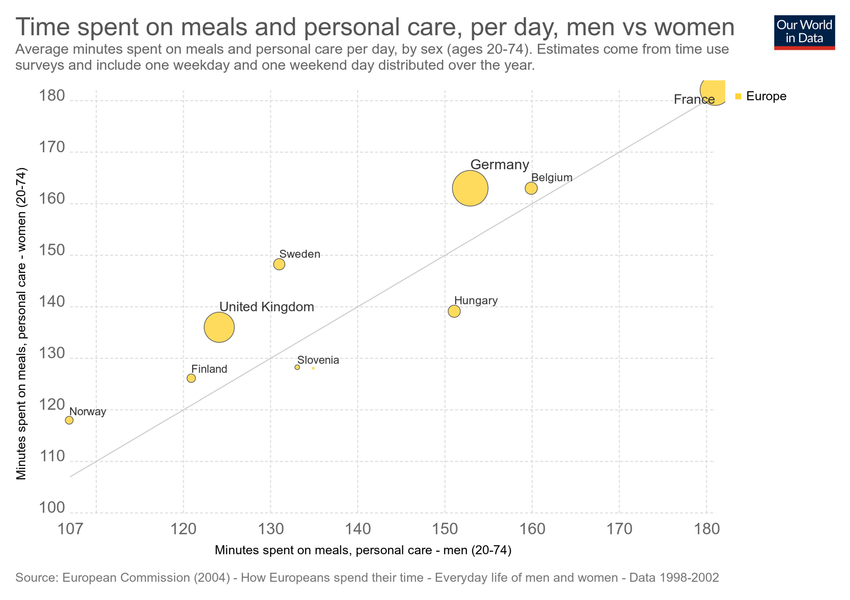 Time spent on meals and personal care, per day, men vs women
Our World
in Data
Average minutes spent on meals and personal care per day, by sex (ages 20-74). Estimates come from time use
surveys and include one weekday and one weekend day distributed over the year.
180
France
Europe
170
Germany
Belgium
160
150
Sweden
140
United Kingdom
Hungary
130
Slovenia
Finland
120
Norway
110
100
Minutes spent on meals, personal care - women (20-74)
107
120
130
140
150
160
170
180
Minutes spent on meals, personal care - men (20-74)
Source: European Commission (2004) - How Europeans spend their time - Everyday life of men and women - Data 1998-2002